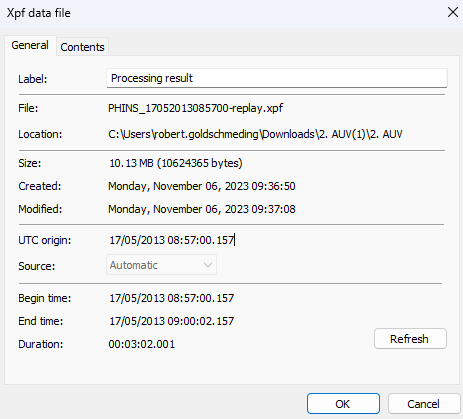 Xpf data file
General Contents
Label: Processing result
File: PHINS_17052013085700-replay.xpf
Location: C:\Users\robert.goldschmeding\Downloads\2. AUV(1)\2. AUV
Size: 10.13 MB (10624365 bytes)
Created: Monday, November 06, 2023 09:36:50
Modified: Monday, November 06, 2023 09:37:08
UTC origin: 17/05/2013 08:57:00.157
Source: Automatic
Begin time: 17/05/2013 08:57:00.157
End time: 17/05/2013 09:00:02.157
Duration: 00:03:02.001
Refresh
OK Cancel